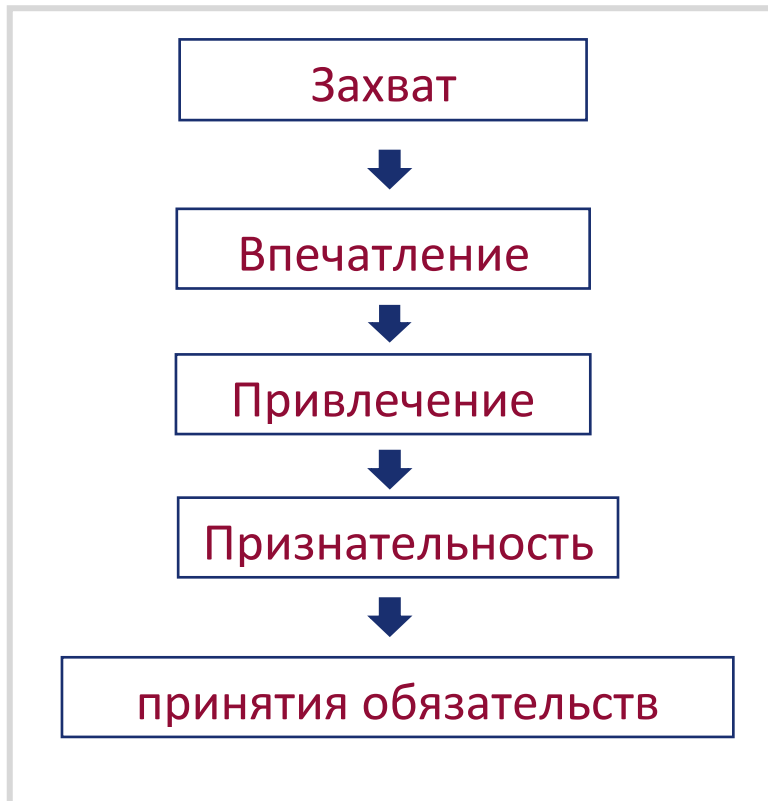 Захват
Впечатление
Привлечение
Признательность
принятия обязательств